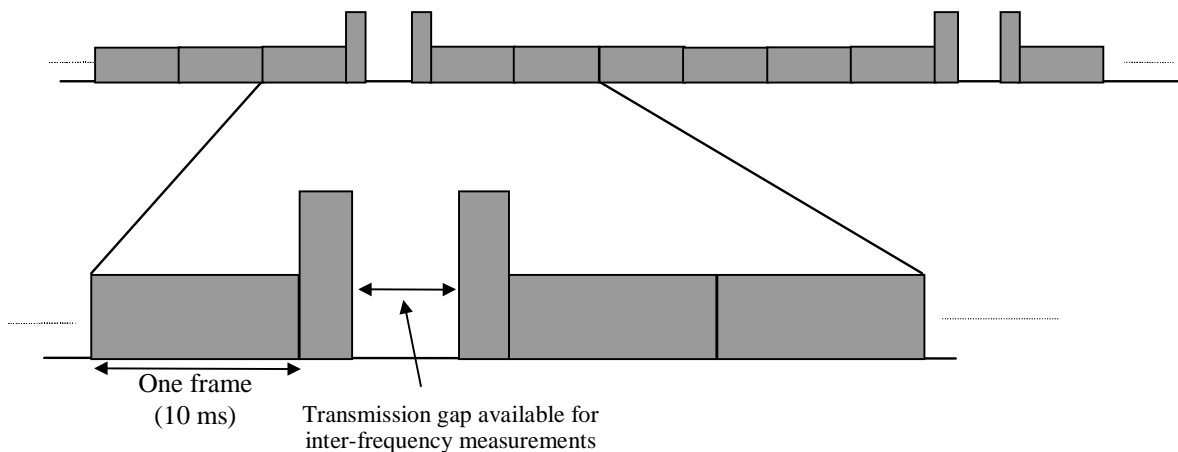 One frame
(10 ms)
Transmission gap available for
inter-frequency measurements